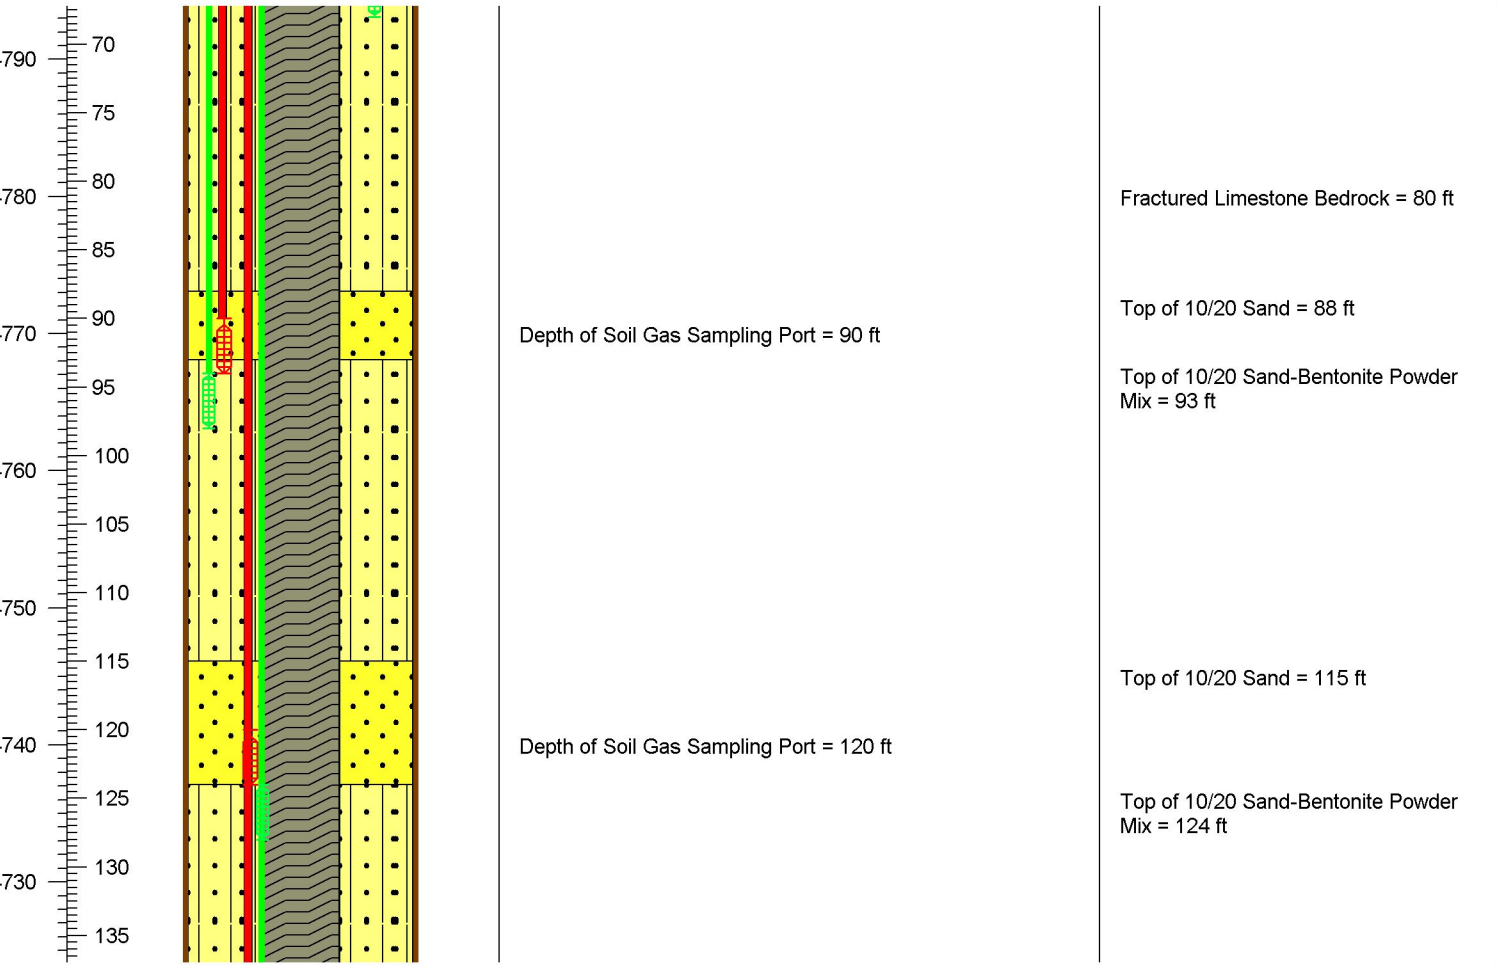 70
790
75
80
780
Fractured Limestone Bedrock = 80 ft
85
Top of 10/20 Sand = 88 ft
90
770
Depth of Soil Gas Sampling Port = 90 ft
Top of 10/20 Sand-Bentonite Powder
Mix = 93 ft
95
100
760
105
110
750
115
Top of 10/20 Sand = 115 ft
120
740
Depth of Soil Gas Sampling Port = 120 ft
125
Top of 10/20 Sand-Bentonite Powder
Mix = 124 ft
130
730
135